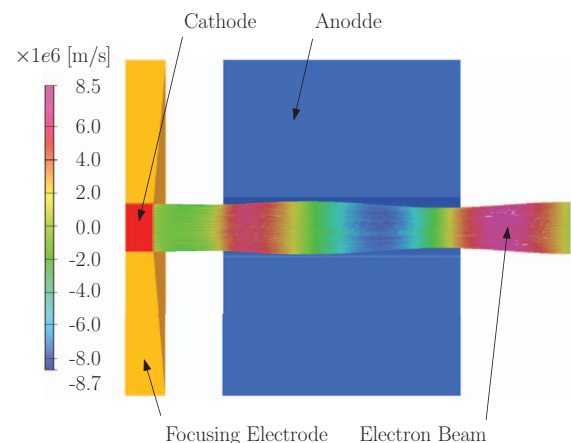 Cathode
Anodde
×1e6 [m/s]
8.5
6.0
4.0
2.0
0.0
-2.0
-4.0
-6.0
-8.0
-8.7
Focusing Electrode
Electron Beam